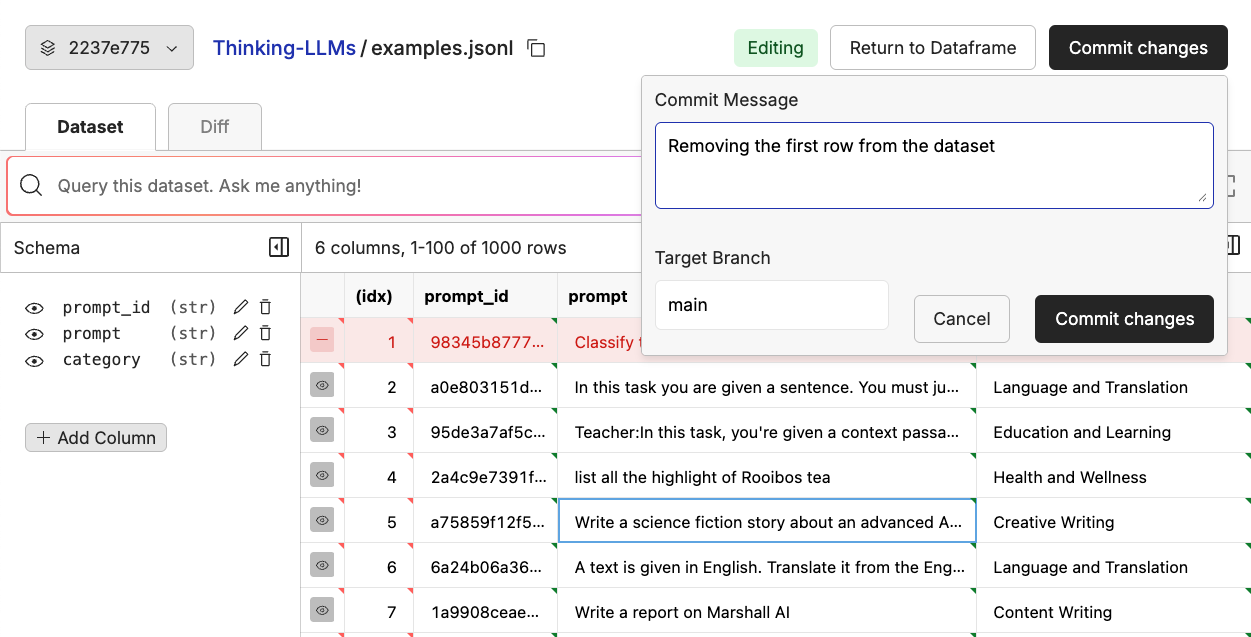 2237e775 Thinking-LLMs / examples.jsonl Editing Return to Dataframe Commit changes
Commit Message
Removing the first row from the dataset
Target Branch
main
Cancel Commit changes
Dataset Diff
Query this dataset. Ask me anything!
Schema
prompt_id (str)
prompt (str)
category (str)
+ Add Column
6 columns, 1-100 of 1000 rows
(idx) prompt_id prompt
1 98345b8777... Classify
2 a0e803151d... In this task you are given a sentence. You must ju... Language and Translation
3 95de3a7af5c... Teacher:In this task, you're given a context passa... Education and Learning
4 2a4c9e7391f... list all the highlight of Rooibos tea Health and Wellness
5 a75859f12f5... Write a science fiction story about an advanced A... Creative Writing
6 6a24b06a36... A text is given in English. Translate it from the Eng... Language and Translation
7 1a9908ceae... Write a report on Marshall AI Content Writing